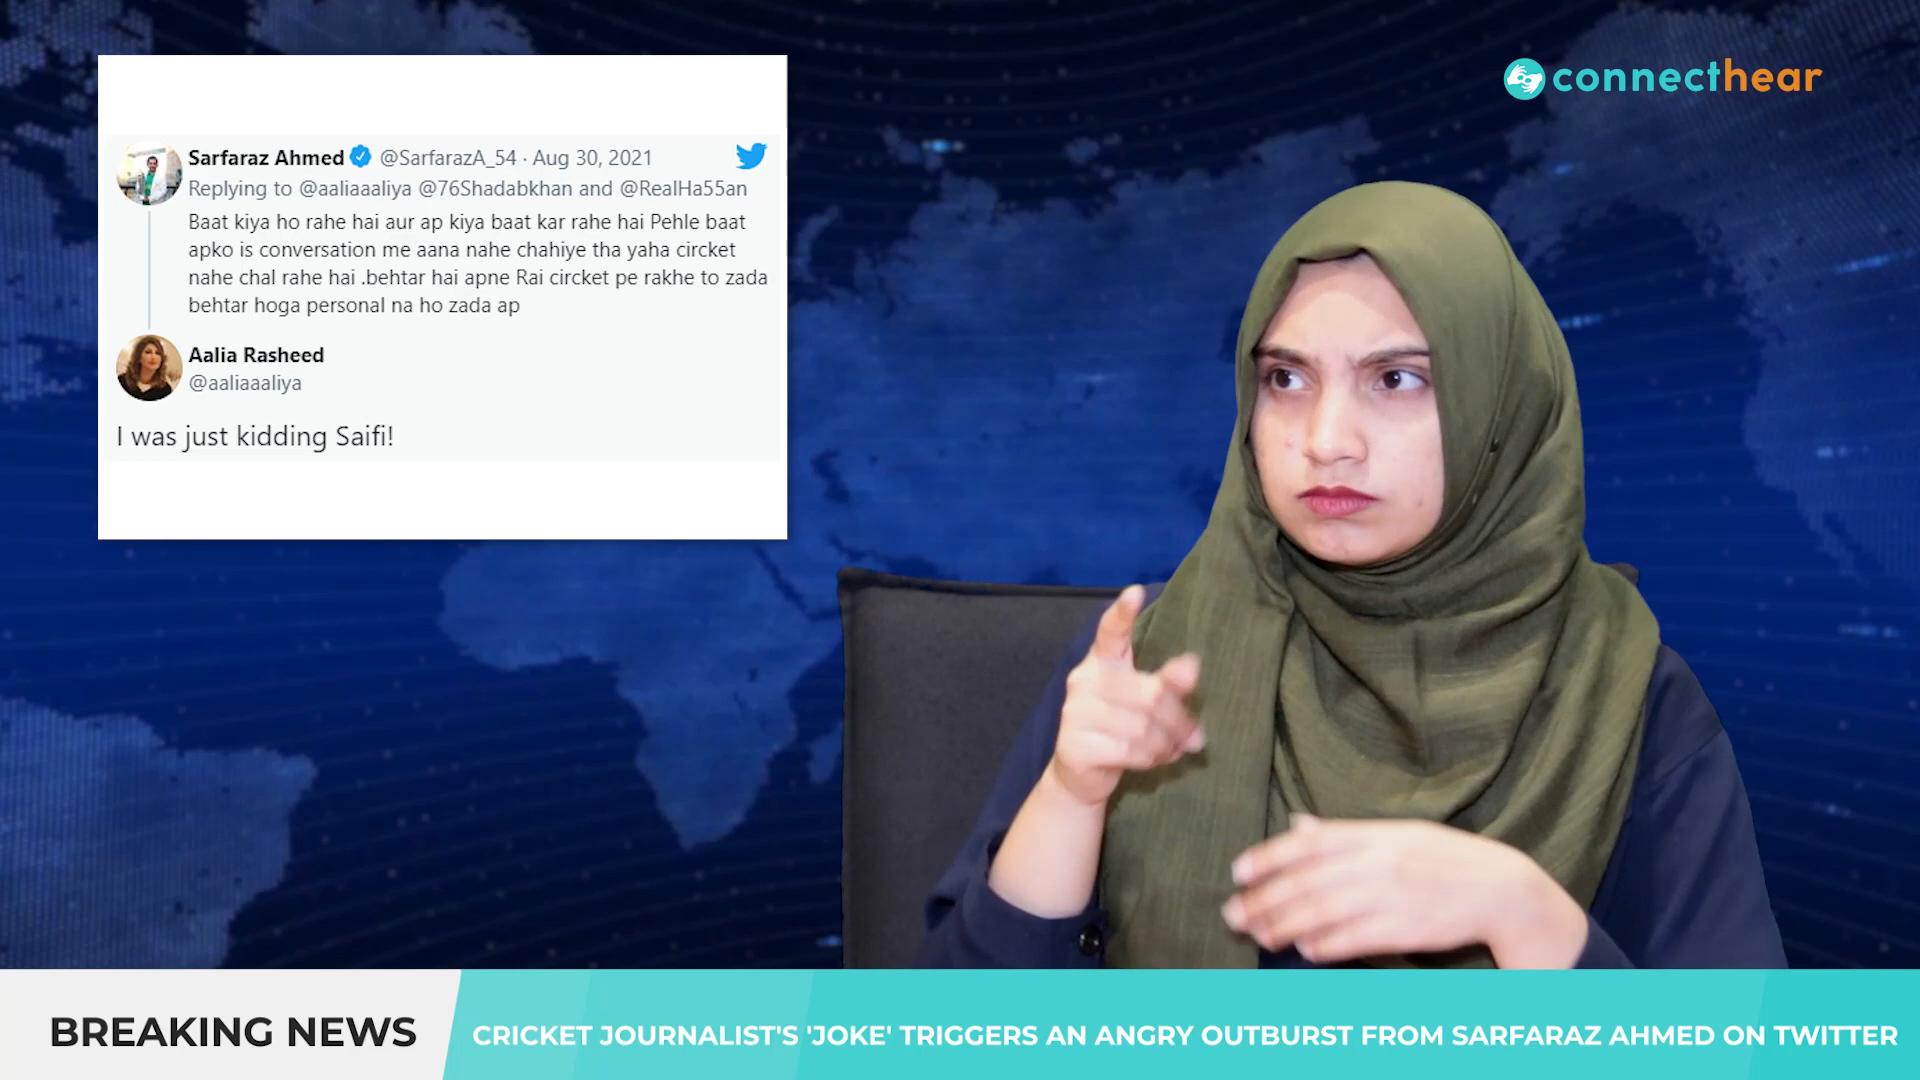 connecthear
Sarfaraz Ahmed @SarfarazA_54 · Aug 30, 2021
Replying to @aaliaaaliya @76Shadabkhan and @RealHa55an
Baat kiya ho rahe hai aur ap kiya baat kar rahe hai Pehle baat
apko is conversation me aana nahe chahiye tha yaha circket
nahe chal rahe hai .behtar hai apne Rai circket pe rakhe to zada
behtar hoga personal na ho zada ap
Aalia Rasheed
@aaliaaaliya
I was just kidding Saifi!
BREAKING NEWS
CRICKET JOURNALIST'S 'JOKE' TRIGGERS AN ANGRY OUTBURST FROM SARFARAZ AHMED ON TWITTER